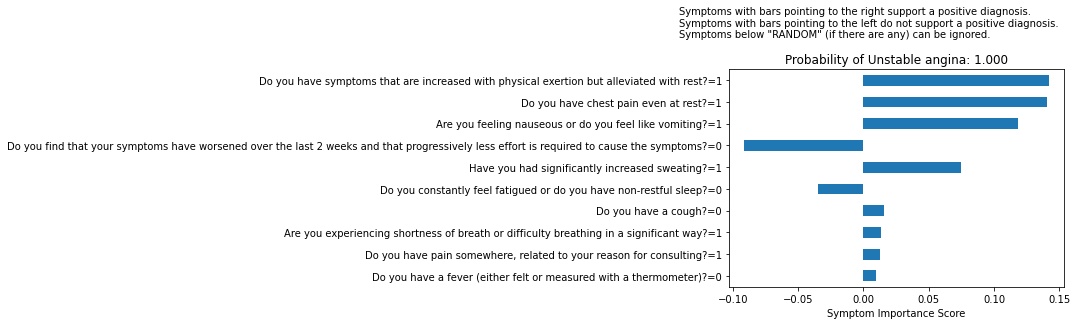 Symptoms with bars pointing to the right support a positive diagnosis.
Symptoms with bars pointing to the left do not support a positive diagnosis.
Symptoms below "RANDOM" (if there are any) can be ignored.
Probability of Unstable angina: 1.000
Do you have symptoms that are increased with physical exertion but alleviated with rest?=1
Do you have chest pain even at rest?=1
Are you feeling nauseous or do you feel like vomiting?=1
Do you find that your symptoms have worsened over the last 2 weeks and that progressively less effort is required to cause the symptoms?=0
Have you had significantly increased sweating?=1
Do you constantly feel fatigued or do you have non-restful sleep?=0
Do you have a cough?=0
Are you experiencing shortness of breath or difficulty breathing in a significant way?=1
Do you have pain somewhere, related to your reason for consulting?=1
Do you have a fever (either felt or measured with a thermometer)?=0
−0.10 −0.05 0.00 0.05 0.10 0.15
Symptom Importance Score